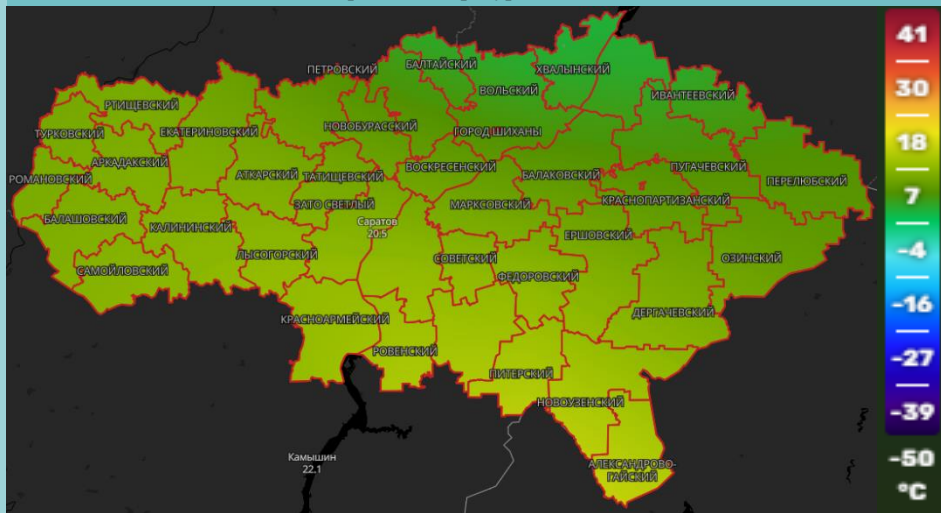 ПЕТРОВСКИЙ
БАЛТАЙСКИЙ
ХВАЛЫНСКИЙ
ВОЛЬСКИЙ
ИВАНТЕЕВСКИЙ
РТИЩЕВСКИЙ
ТУРКОВСКИЙ
ЕКАТЕРИНОВСКИЙ
НОВОБУРАССКИЙ
ГОРОД ШИХАНЫ
АРКАДАКСКИЙ
РОМАНОВСКИЙ
АТКАРСКИЙ
ТАТИЩЕВСКИЙ
ВОСКРЕСЕНСКИЙ
БАЛАКОВСКИЙ
ПУГАЧЕВСКИЙ
ПЕРЕЛЮБСКИЙ
ЗАТО СВЕТЛЫЙ
МАРКСОВСКИЙ
КРАСНОПАРТИЗАНСКИЙ
БАЛАШОВСКИЙ
КАЛИНИНСКИЙ
Саратов
20.5
ЕРШОВСКИЙ
ЛЫСОГОРСКИЙ
СОВЕТСКИЙ
ОЗИНСКИЙ
САМОЙЛОВСКИЙ
ФЕДОРОВСКИЙ
КРАСНОАРМЕЙСКИЙ
ДЕРГАЧЕВСКИЙ
РОВЕНСКИЙ
ПИТЕРСКИЙ
НОВОУЗЕНСКИЙ
Камышин
22.1
АЛЕКСАНДРОВО-
ГАЙСКИЙ
41
30
18
7
-4
-16
-27
-39
-50
°C